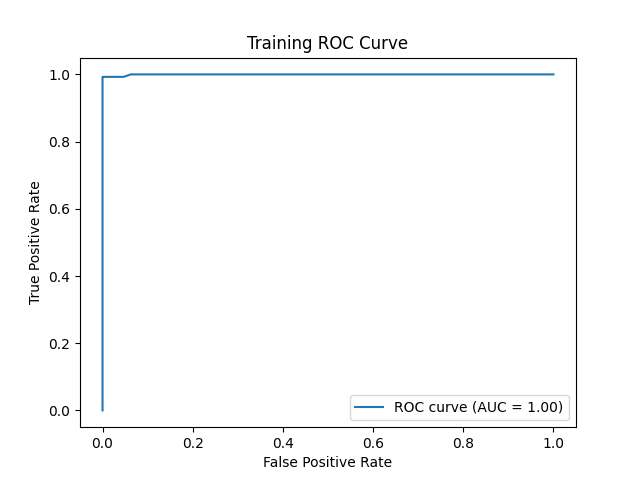 Training ROC Curve
1.0
0.8
0.6
0.4
0.2
0.0
True Positive Rate
ROC curve (AUC = 1.00)
0.0 0.2 0.4 0.6 0.8 1.0
False Positive Rate